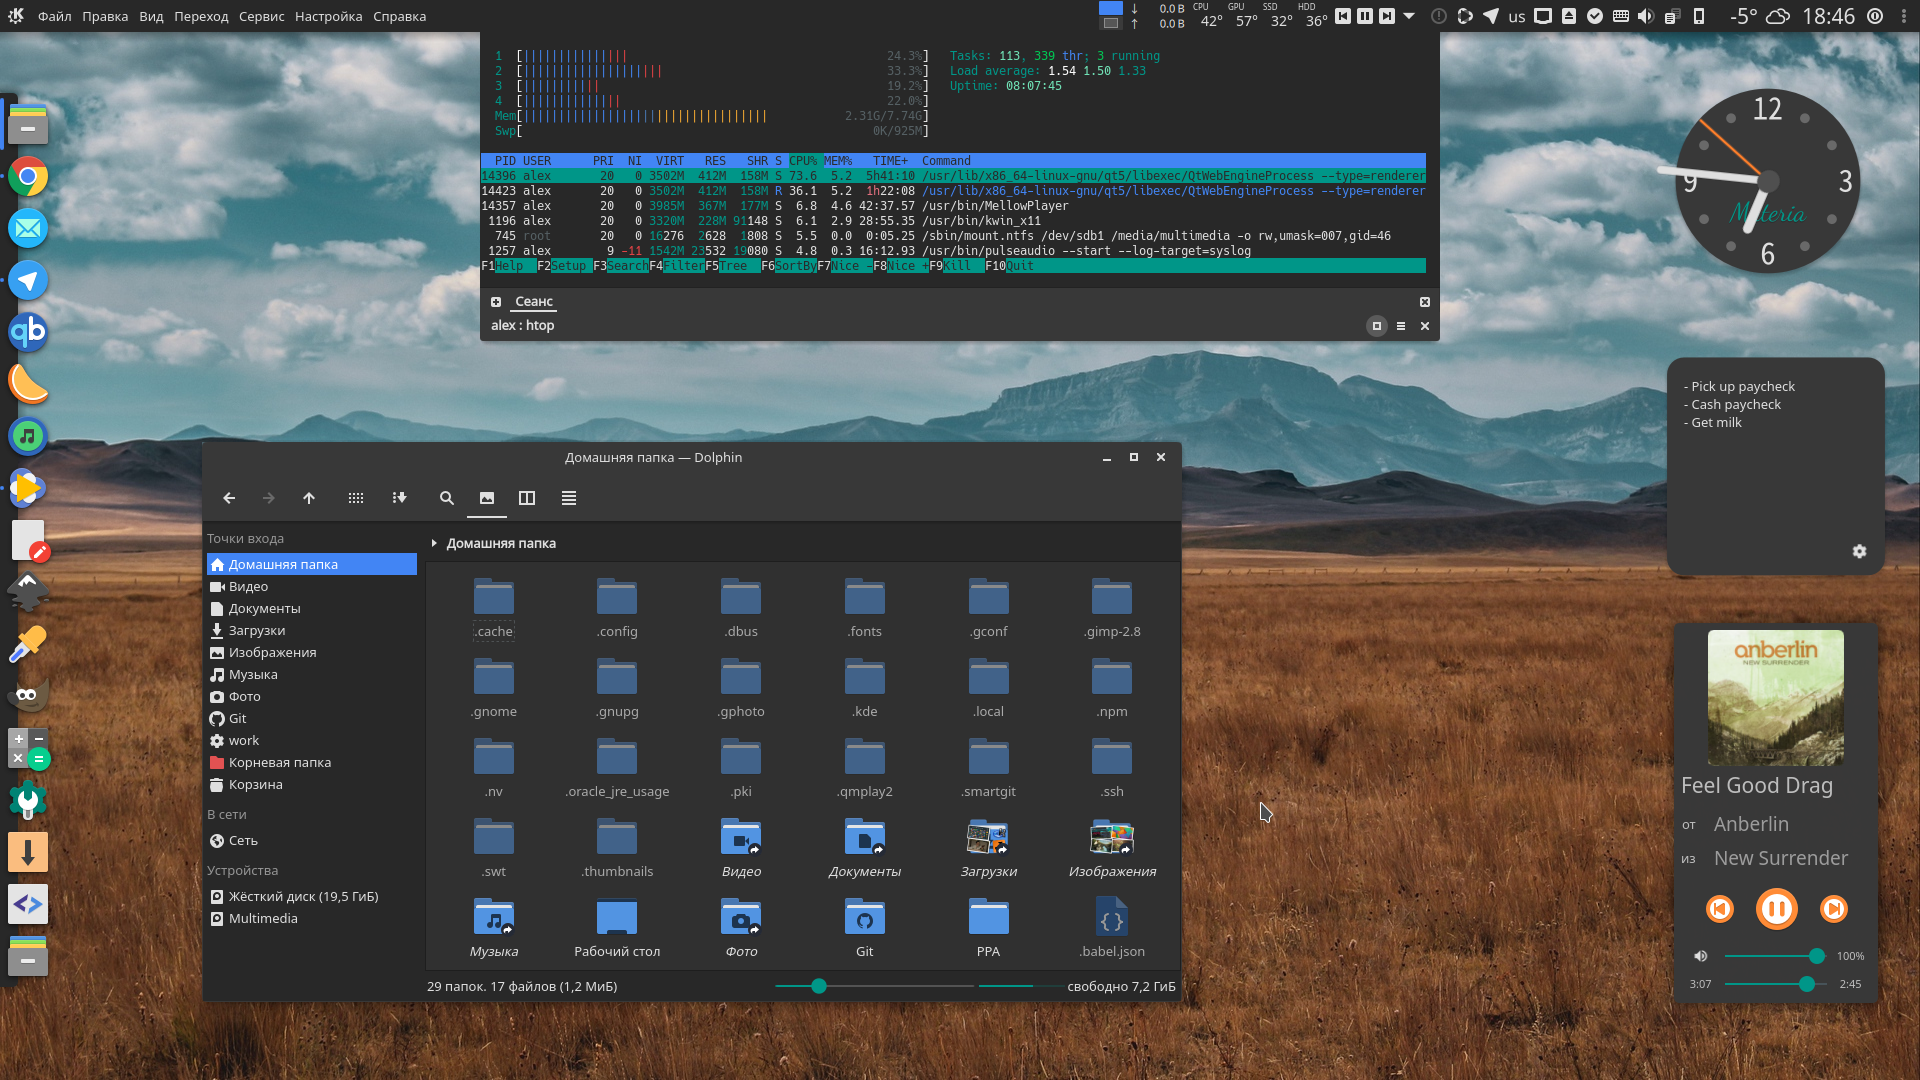 Файл Правка Вид Переход Сервис Настройка Справка
↓ 0.0 B CPU GPU SSD HDD
↑ 0.0 B 42° 57° 32° 36° us -5° 18:46
1 [ 24.3%] Tasks: 113, 339 thr; 3 running
2 [ 33.3%] Load average: 1.54 1.50 1.33
3 [ 19.2%] Uptime: 08:07:45
4 [ 22.0%]
Mem[ 2.31G/7.74G]
Swp[ 0K/925M]
PID USER PRI NI VIRT RES SHR S CPU% MEM% TIME+ Command
14396 alex 20 0 3502M 412M 158M S 73.6 5.2 5h41:10 /usr/lib/x86_64-linux-gnu/qt5/libexec/QtWebEngineProcess --type=renderer
14423 alex 20 0 3502M 412M 158M R 36.1 5.2 1h22:08 /usr/lib/x86_64-linux-gnu/qt5/libexec/QtWebEngineProcess --type=renderer
14357 alex 20 0 3985M 367M 177M S 6.8 4.6 42:37.57 /usr/bin/MellowPlayer
1196 alex 20 0 3320M 228M 91148 S 6.1 2.9 28:55.35 /usr/bin/kwin_x11
745 root 20 0 16276 2628 1808 S 5.5 0.0 0:05.25 /sbin/mount.ntfs /dev/sdb1 /media/multimedia -o rw,umask=007,gid=46
1257 alex 9 -11 1542M 23532 19080 S 4.8 0.3 16:12.93 /usr/bin/pulseaudio --start --log-target=syslog
F1Help F2Setup F3SearchF4FilterF5Tree F6SortByF7Nice -F8Nice +F9Kill F10Quit
Сеанс
alex : htop
12
9 3
Materia
6
- Pick up paycheck
- Cash paycheck
- Get milk
Домашняя папка — Dolphin
Точки входа
Домашняя папка
Видео
Документы
Загрузки
Изображения
Музыка
Фото
Git
work
Корневая папка
Корзина
В сети
Сеть
Устройства
Жёсткий диск (19,5 ГиБ)
Multimedia
Домашняя папка
.cache .config .dbus .fonts .gconf .gimp-2.8
.gnome .gnupg .gphoto .kde .local .npm
.nv .oracle_jre_usage .pki .qmplay2 .smartgit .ssh
.swt .thumbnails Видео Документы Загрузки Изображения
Музыка Рабочий стол Фото Git PPA .babel.json
29 папок. 17 файлов (1,2 МиБ) свободно 7,2 ГиБ
qb
anberlin
NEW SURRENDER
Feel Good Drag
от Anberlin
из New Surrender
100%
3:07 2:45